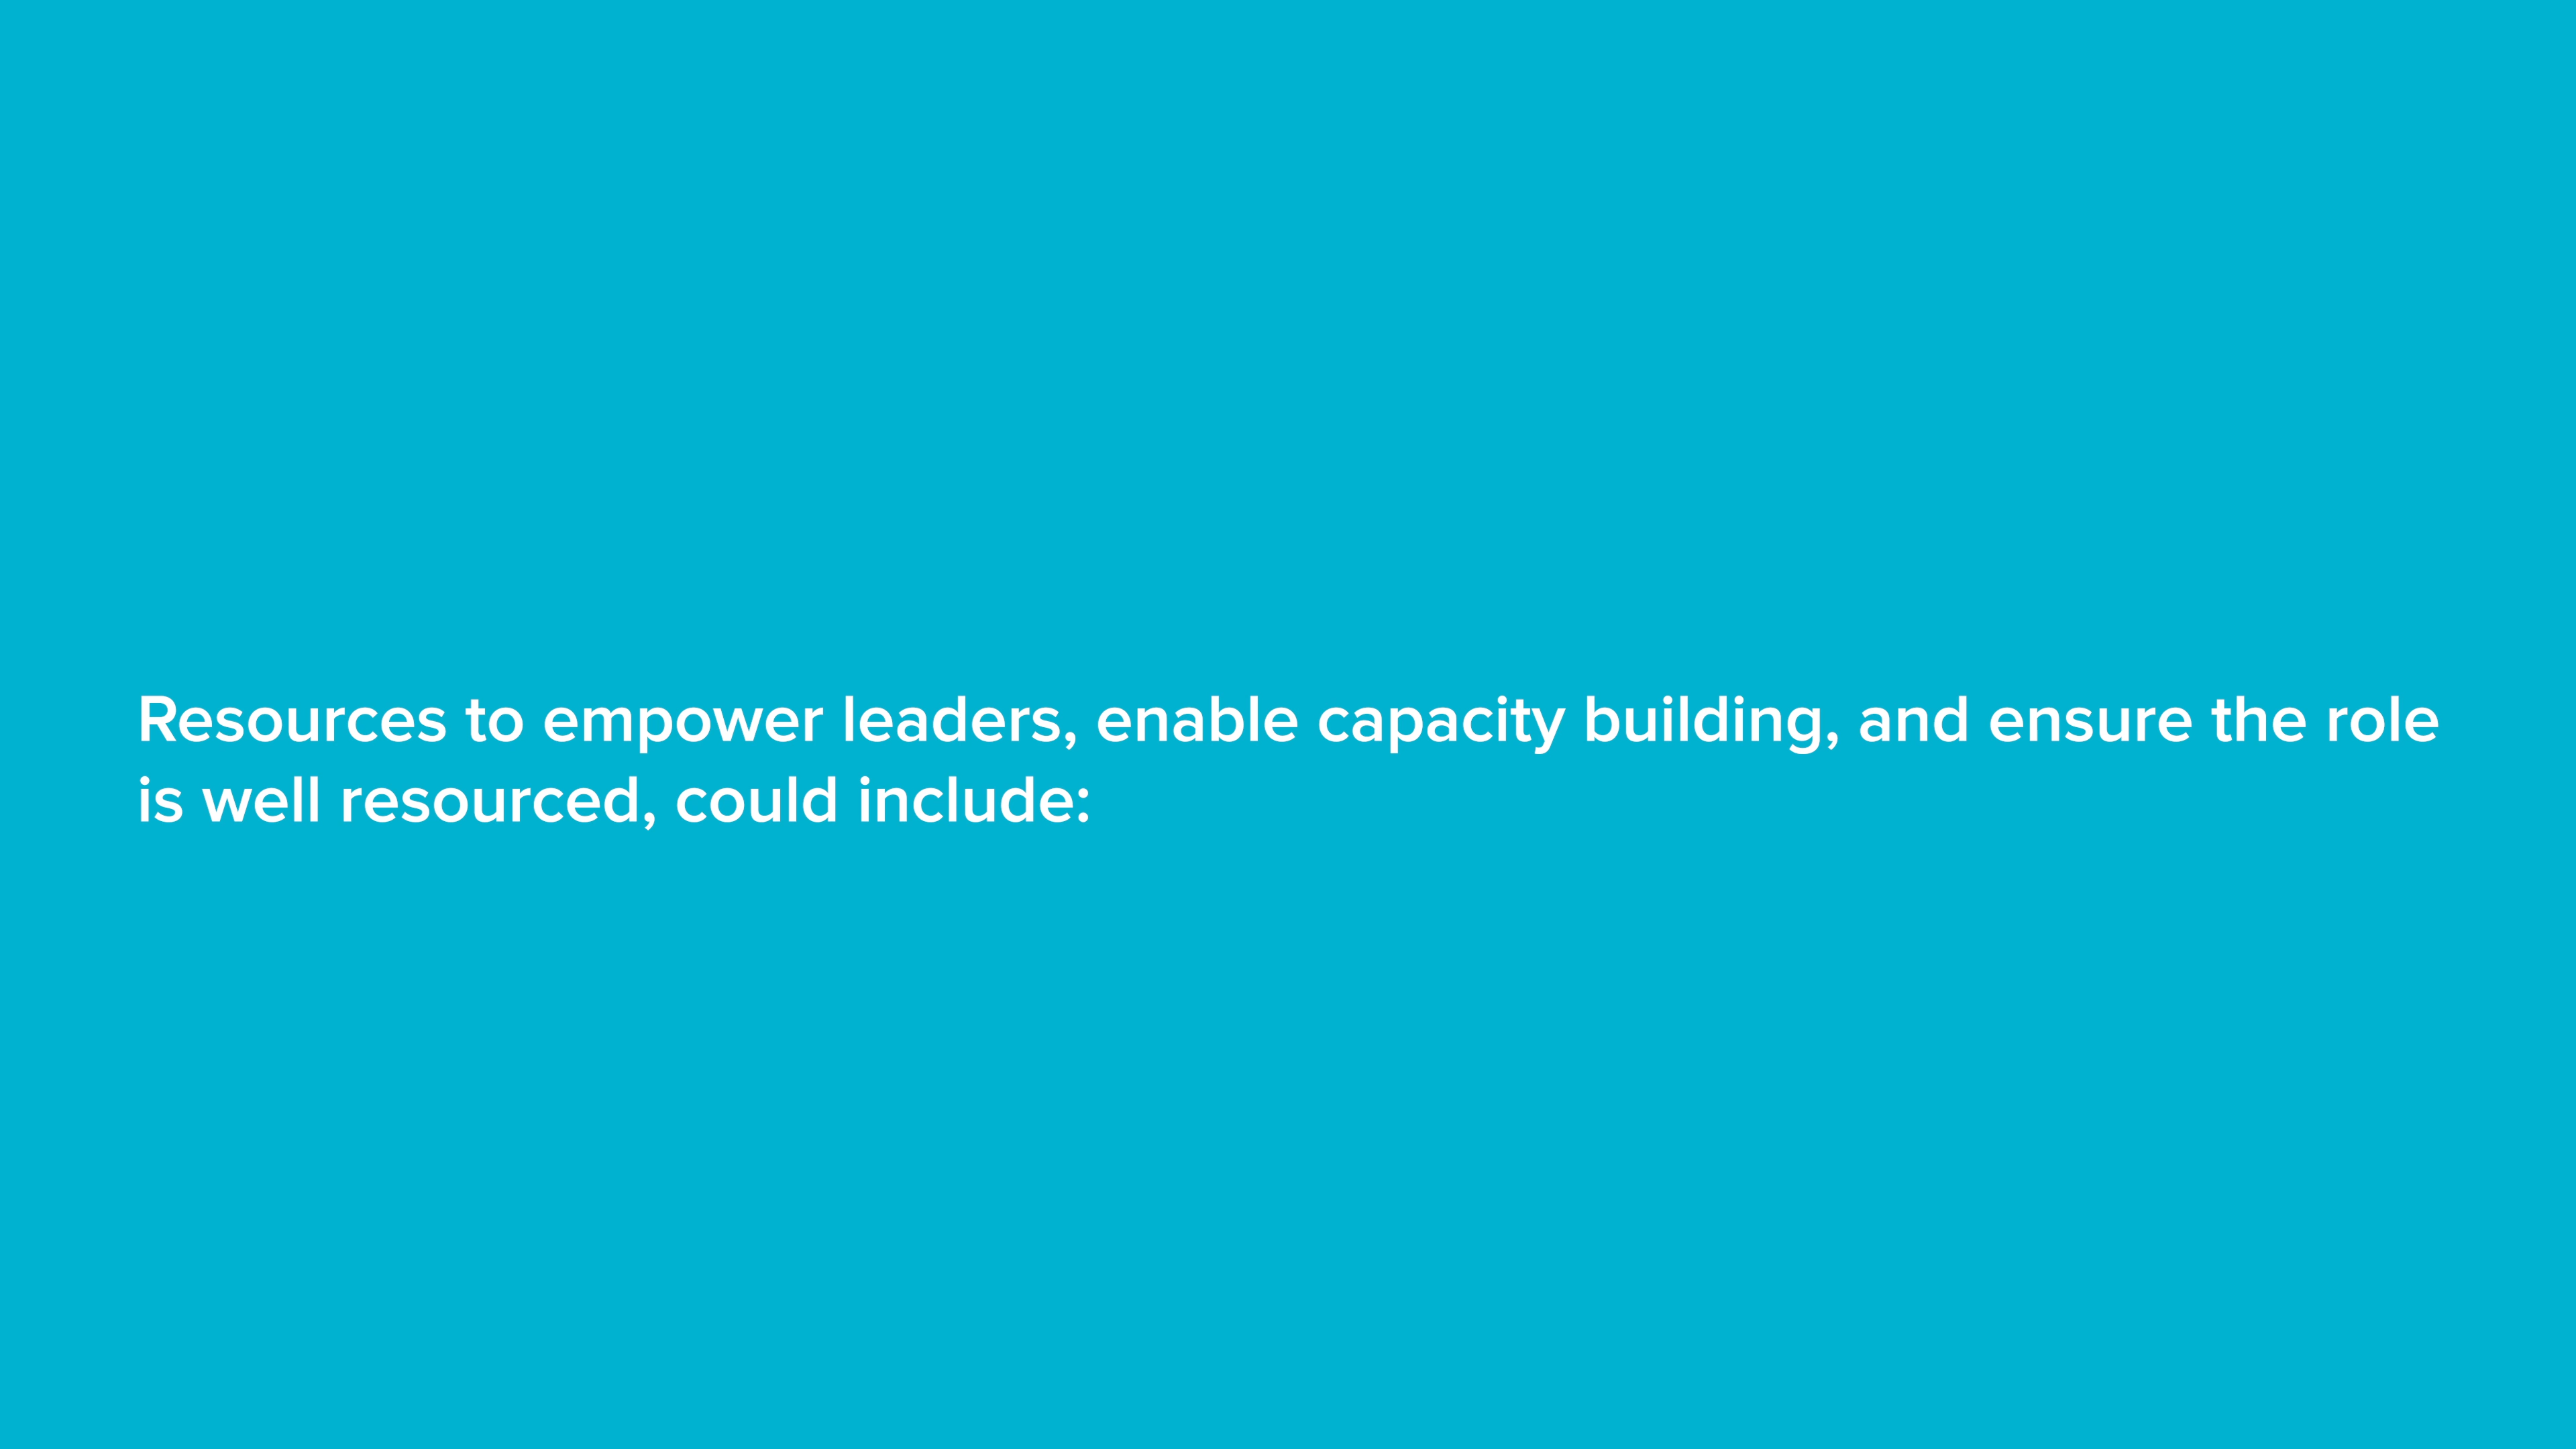 Resources to empower leaders, enable capacity building, and ensure the role
is well resourced, could include: